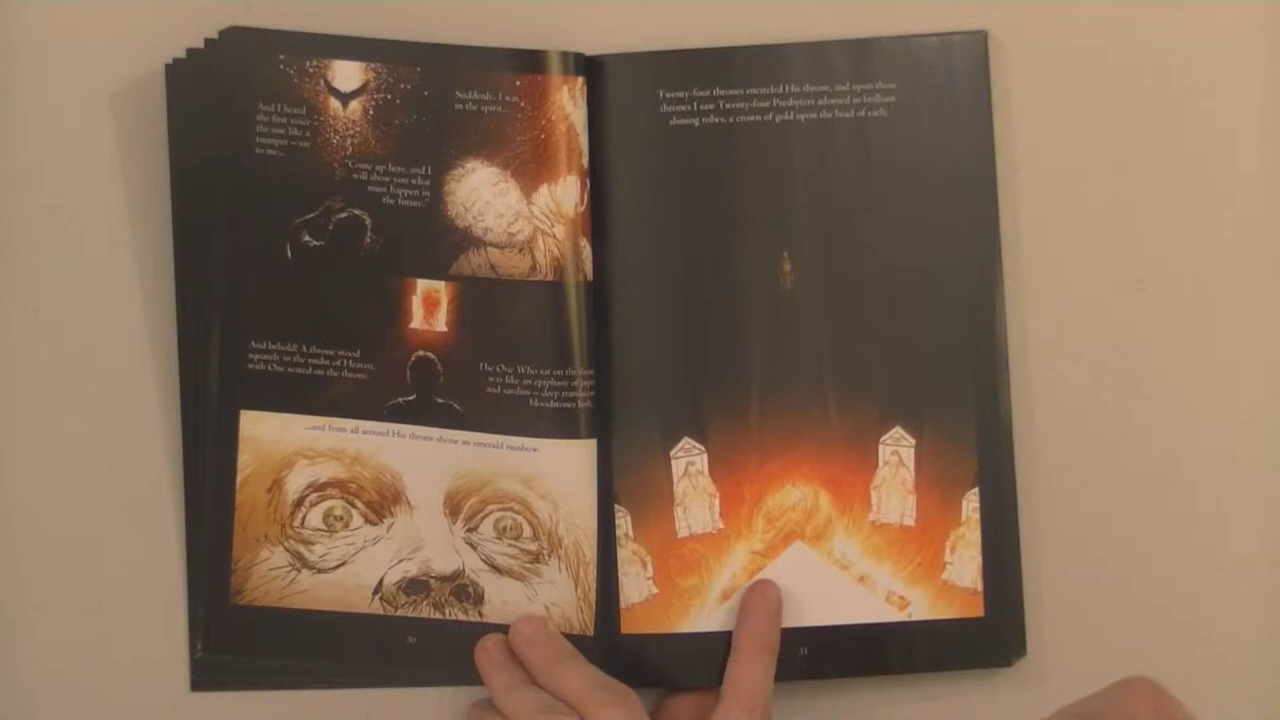 And I heard
the first voice –
the one like a
trumpet – say
to me...
"Come up here, and I
will show you what
must happen in
the future."
Suddenly, I was
in the spirit...
And behold! A throne stood
squarely in the midst of Heaven,
with One seated on the throne.
The One Who sat on the throne
was like an epiphany of
and sardius – deep translucent
bloodstones
...and from all around His throne shone an emerald rainbow.
30
Twenty-four thrones encircled His throne, and upon those
thrones I saw Twenty-four Presbyters adorned in brilliant
shining robes, a crown of gold upon the head of each.
31